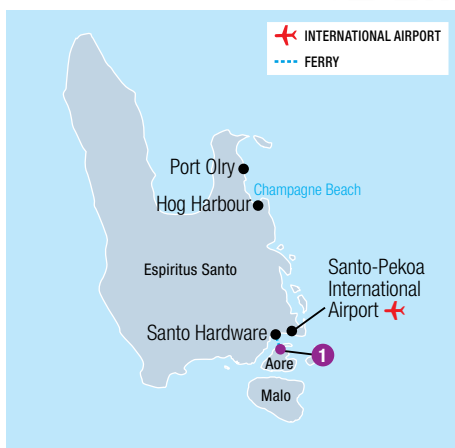 INTERNATIONAL AIRPORT
FERRY
Port Olry
Champagne Beach
Hog Harbour
Espiritus Santo
Santo-Pekoa
International
Airport
Santo Hardware
1
Aore
Malo